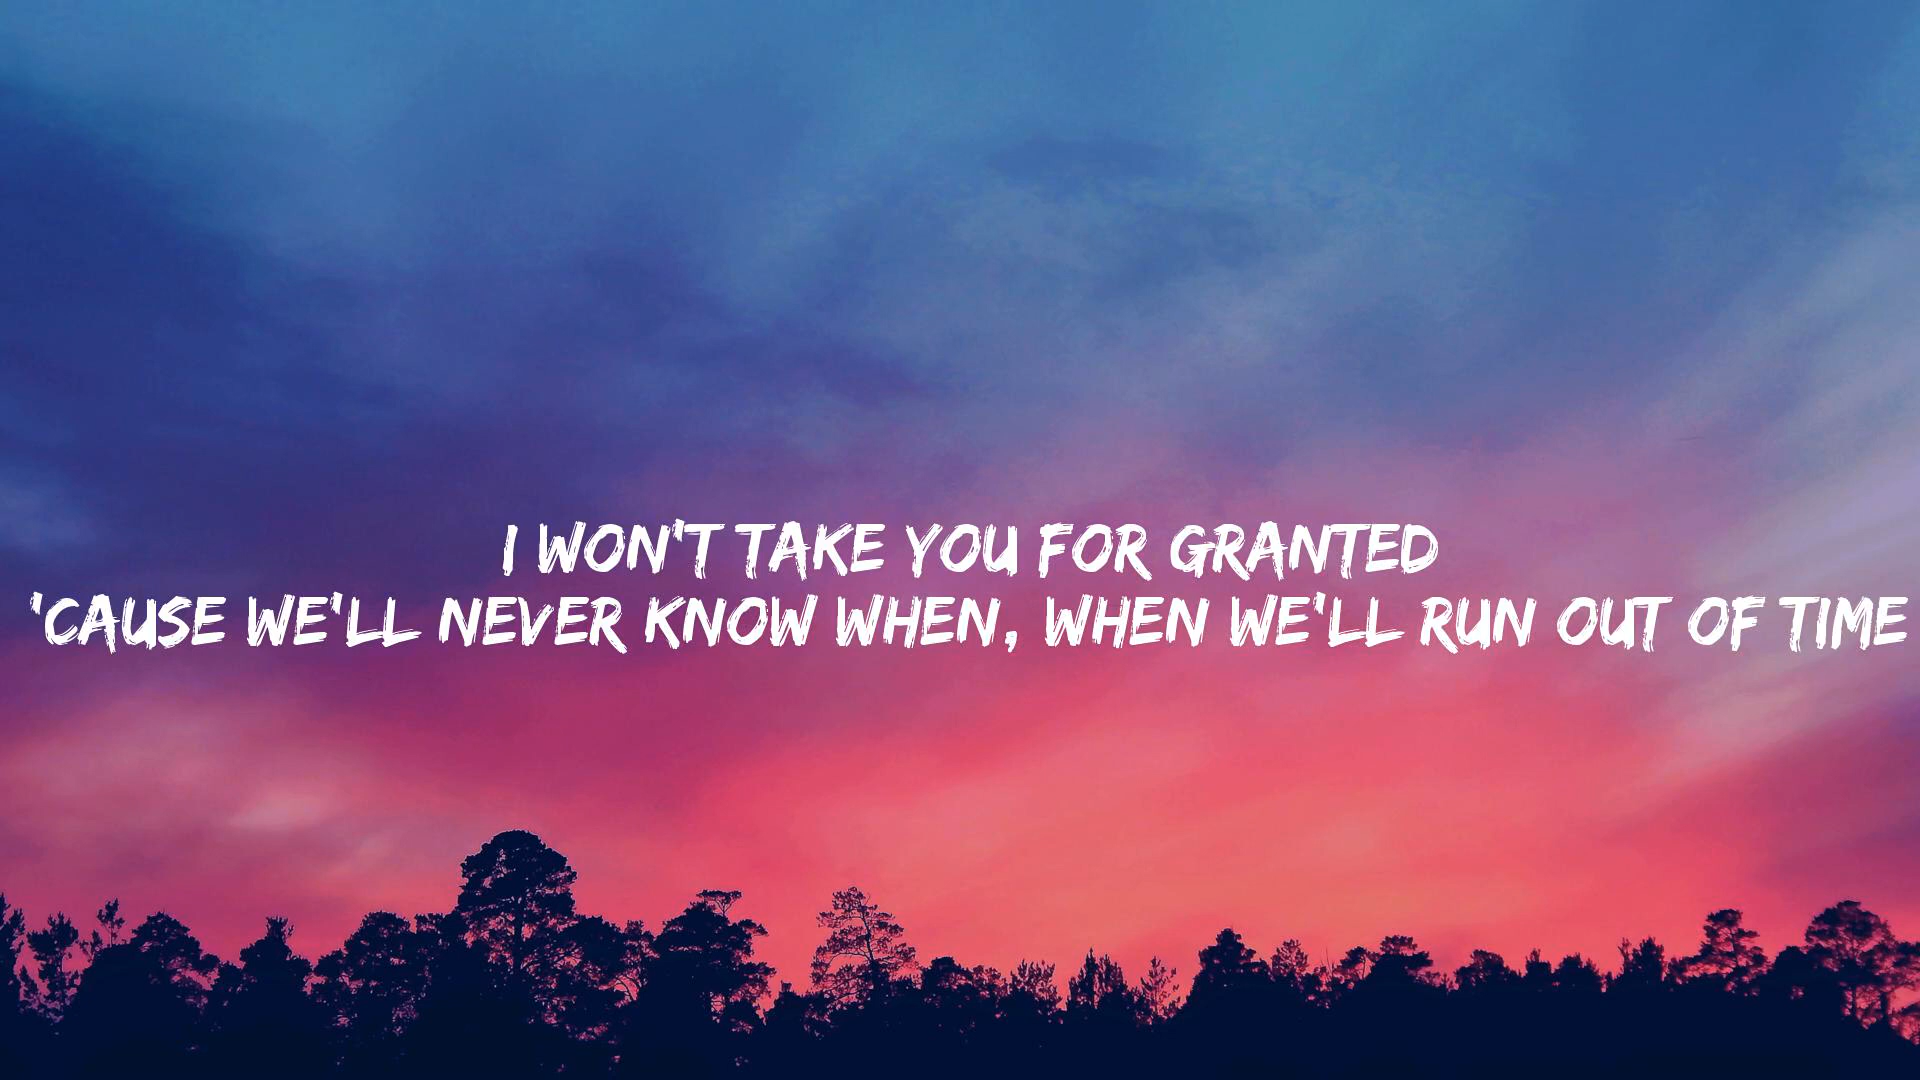 I WON'T TAKE YOU FOR GRANTED
'CAUSE WE'LL NEVER KNOW WHEN, WHEN WE'LL RUN OUT OF TIME